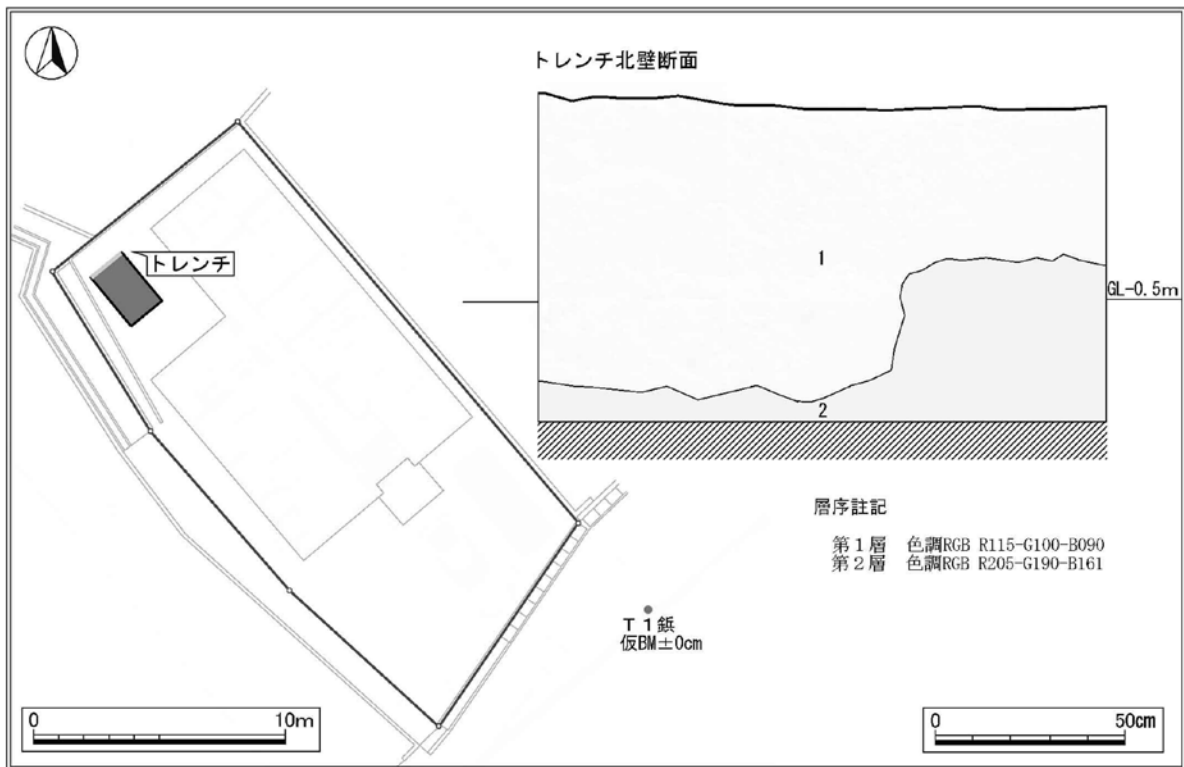 トレンチ北壁断面
トレンチ
1
GL-0.5m
2
層序註記
第1層 色調RGB R115-G100-B090
第2層 色調RGB R205-G190-B161
T1鋲
仮BM±0cm
0 10m
0 50cm